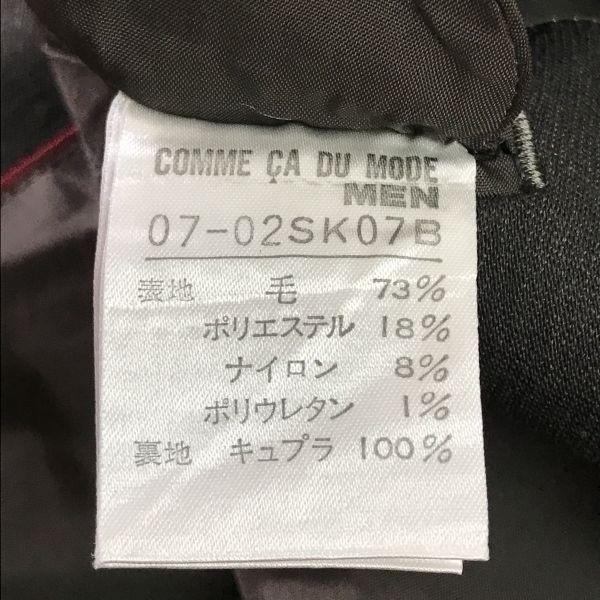 COMME ÇA DU MODE
MEN
07-02SK07B
表地 毛 73%
ポリエステル 18%
ナイロン 8%
ポリウレタン 1%
裏地 キュプラ 100%